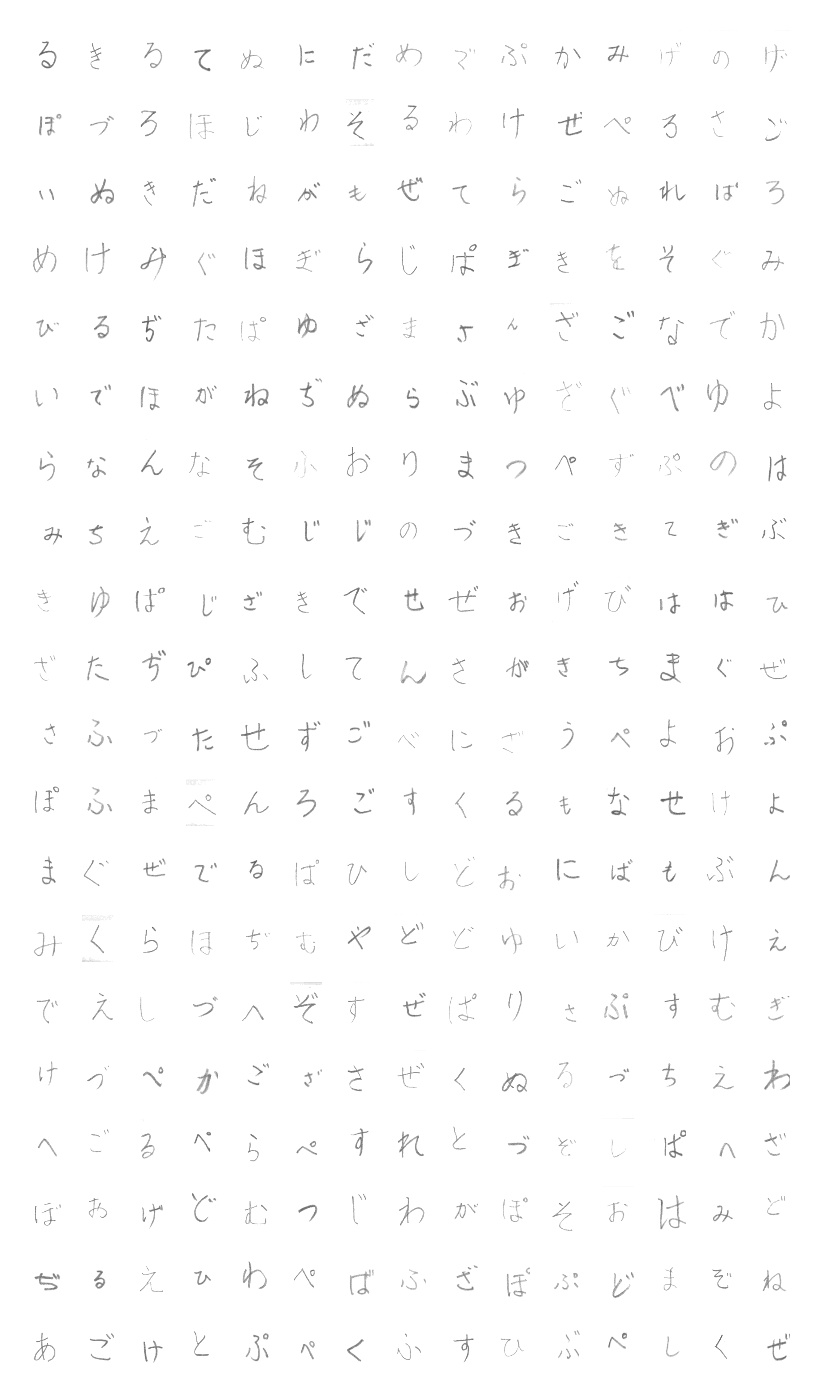 るきるてぬにだめでぷかみげのげ
ぽづろほじわそるわけぜぺろさご
いぬきだねがもぜてらごぬればろ
めけみぐほぎらじぱぎきをそぐみ
びるぢたぱゆざまさんざごなでか
いでほがねぢぬらぶゆざぐべゆよ
らなんなそふおりまつぺずぷのは
みちえごむじじのづきごきてぎぶ
きゆぱじざきでせぜおげびははひ
ざたぢぴふしてんさがきちまぐぜ
さふづたせずごべにざうぺよおぷ
ぽふまぺんろごすくるもなせけよ
まぐぜでるぱひしどおにばもぶん
みくらほぢむやどどゆいかびけえ
でえしづへぞすぜぱりさぷすむぎ
けづぺかござさぜくぬるづちえわ
へごるぺらぺすれとづぞしぱへざ
ぼあげどむつじわがぽそおはみど
ぢるえひわぺばふざぽぷどまぞね
あごけとぷぺくふすひぶぺしくぜ